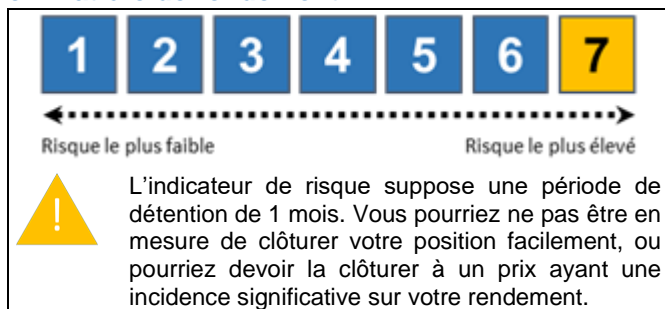 1 2 3 4 5 6 7
Risque le plus faible Risque le plus élevé
!
L'indicateur de risque suppose une période de
détention de 1 mois. Vous pourriez ne pas être en
mesure de clôturer votre position facilement, ou
pourriez devoir la clôturer à un prix ayant une
incidence significative sur votre rendement.